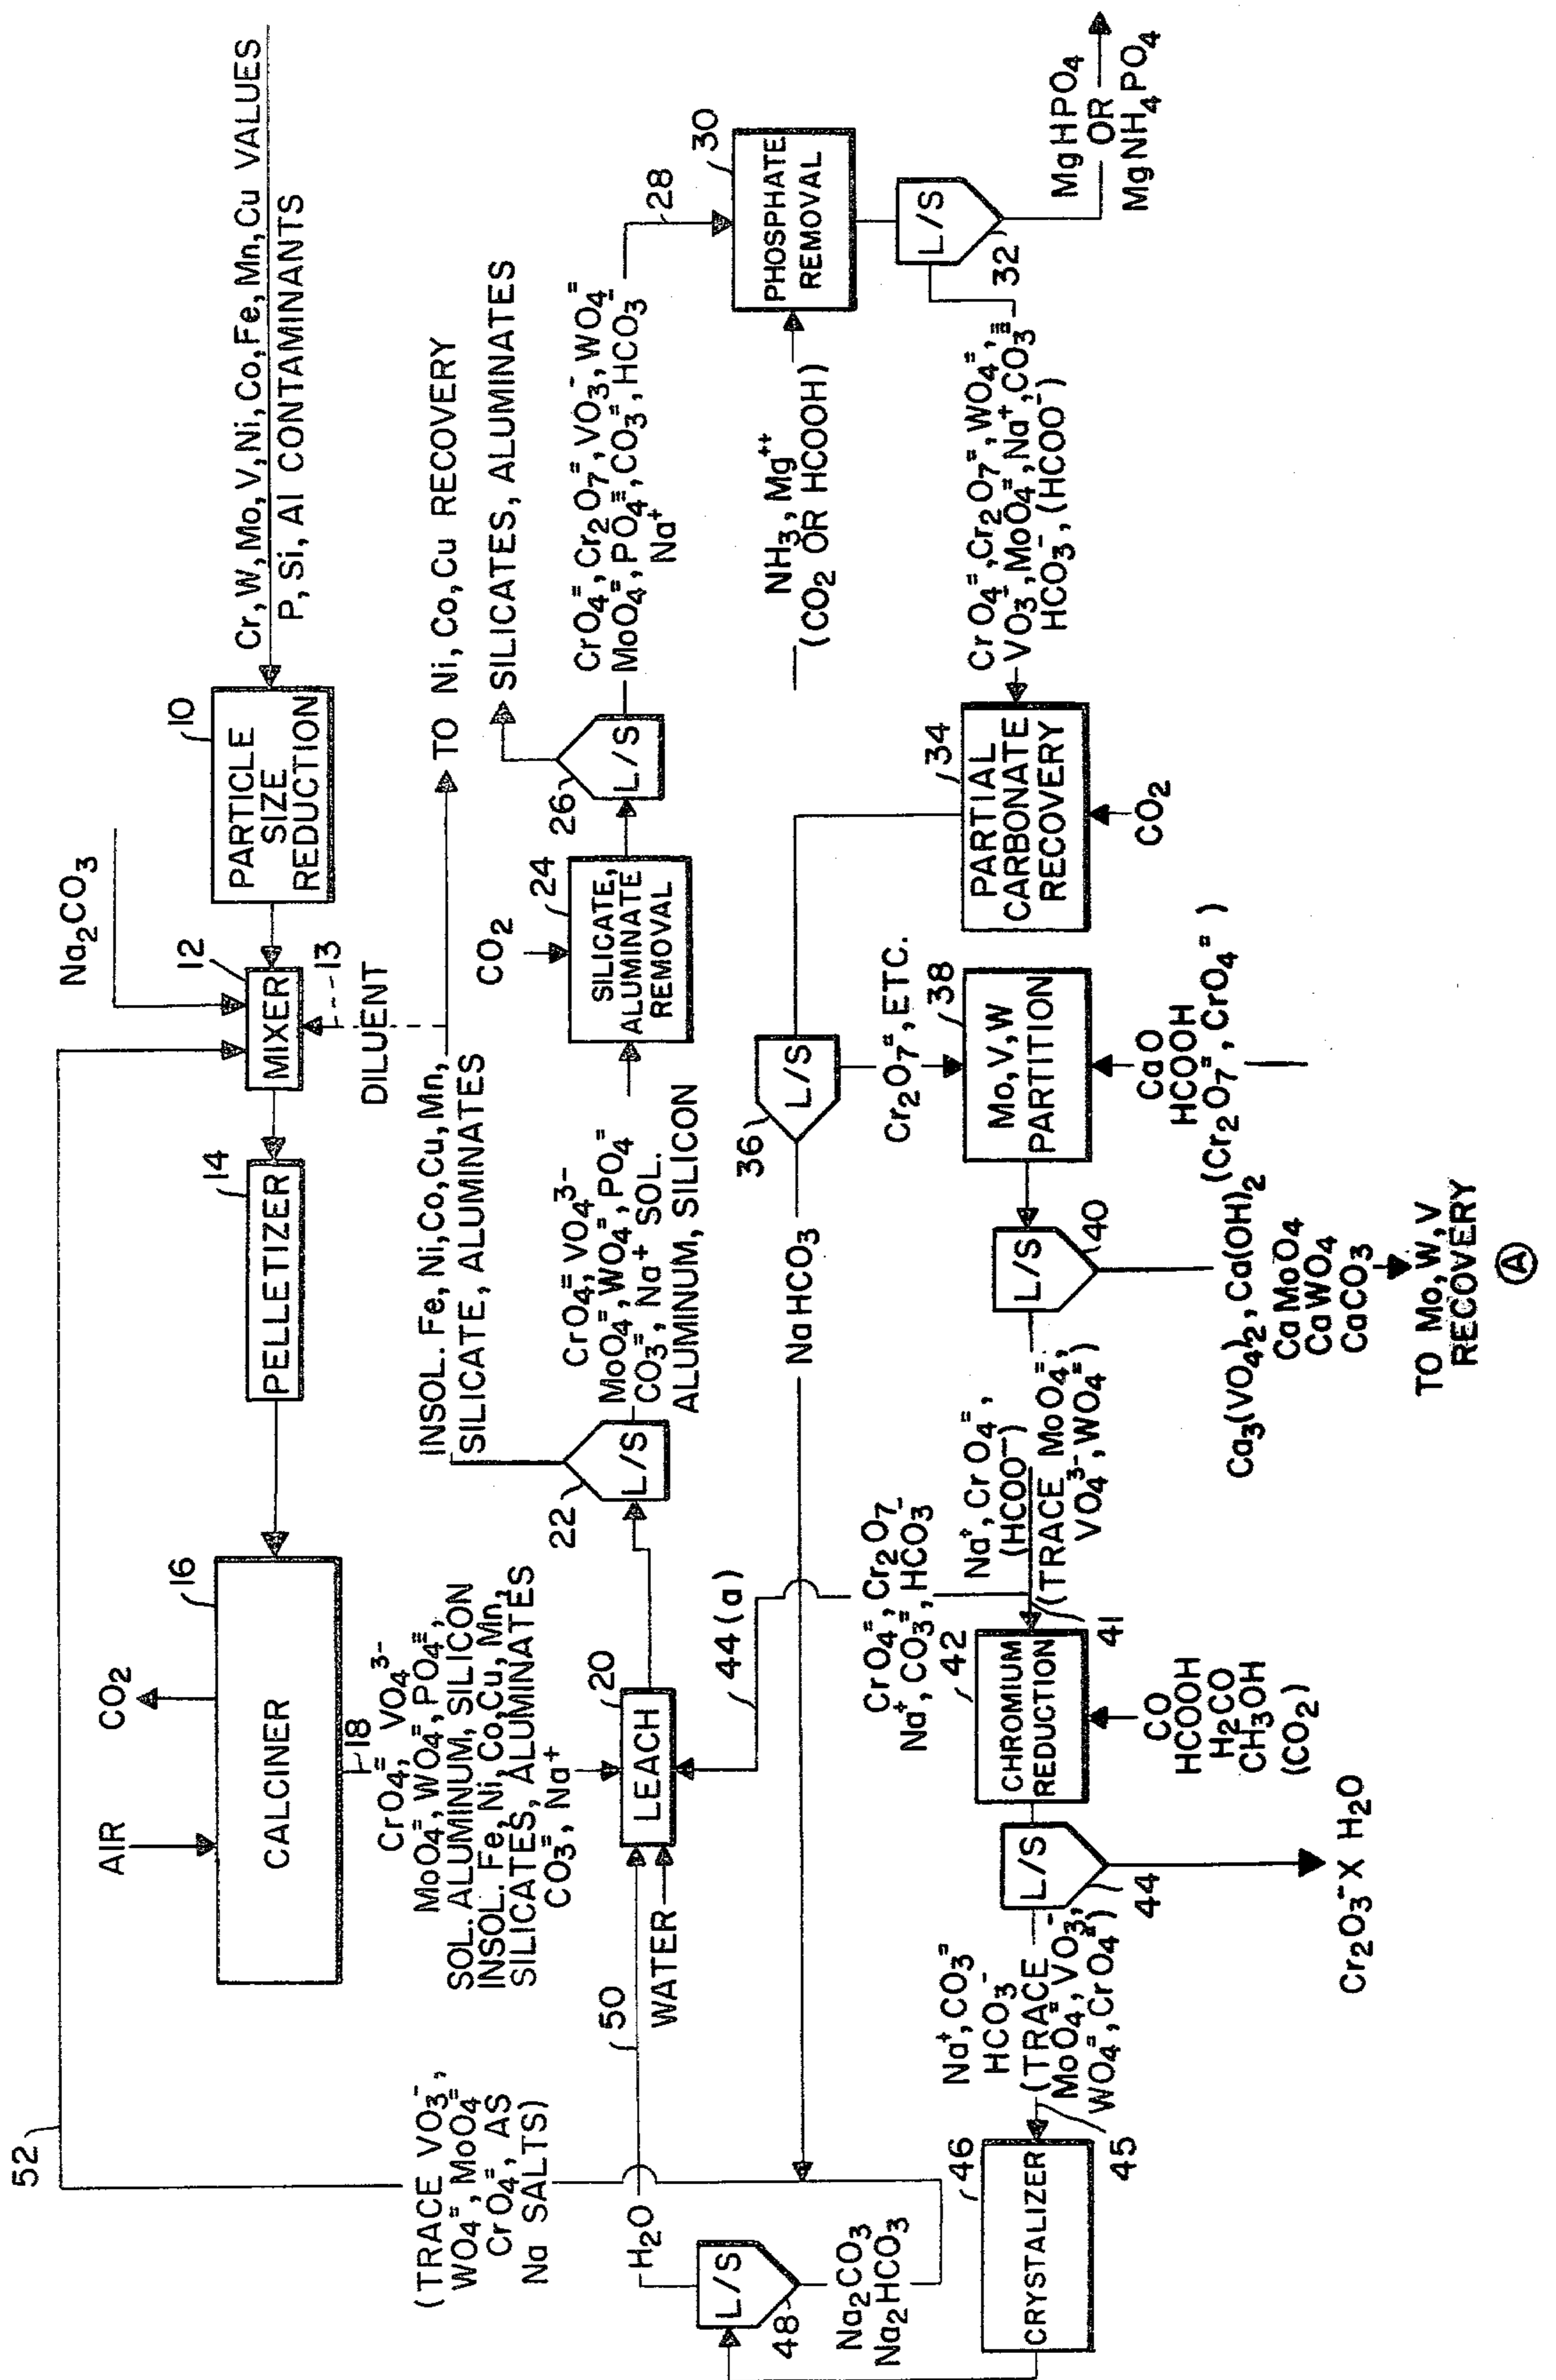 52
Na2CO3
Cr, W, Mo, V, Ni, Co, Fe, Mn, Cu VALUES
P, Si, Al CONTAMINANTS
10
PARTICLE
SIZE
REDUCTION
12
MIXER
13
DILUENT
14
PELLETIZER
16
CALCINER
AIR
CO2
18
CrO4=, VO4 3-
MoO4=, WO4=, PO4≡,
SOL. ALUMINUM, SILICON
INSOL. Fe, Ni, Co, Cu, Mn,
SILICATES, ALUMINATES
CO3=, Na+
20
LEACH
50
WATER
44(a)
22
L/S
INSOL. Fe, Ni, Co, Cu, Mn,
SILICATE, ALUMINATES
TO Ni, Co, Cu RECOVERY
CrO4=, VO4 3-
MoO4=, WO4=, PO4≡
CO3=, Na+ SOL.
ALUMINUM, SILICON
CO2
24
SILICATE,
ALUMINATE
REMOVAL
26
L/S
SILICATES, ALUMINATES
CrO4=, Cr2O7=, VO3-, WO4=
MoO4=, PO4≡, CO3=, HCO3-
Na+
28
30
PHOSPHATE
REMOVAL
NH3, Mg++
(CO2 OR HCOOH)
L/S
32
MgHPO4
OR
MgNH4PO4
CrO4=, Cr2O7=, WO4=,
VO3-, MoO4=, Na+, CO3=
HCO3-, (HCOO-)
34
PARTIAL
CARBONATE
RECOVERY
CO2
36
L/S
NaHCO3
Cr2O7=, ETC.
38
Mo, V, W
PARTITION
CaO
HCOOH
(Cr2O7=, CrO4=)
L/S
40
Ca3(VO4)2, Ca(OH)2
CaMoO4
CaWO4
CaCO3
TO Mo, W, V
RECOVERY
A
Na+, CrO4=,
(HCOO-)
(TRACE MoO4=,
VO4 3- WO4=)
41
CrO4=, Cr2O7
Na+, CO3=, HCO3-
42
CHROMIUM
REDUCTION
CO
HCOOH
H2CO
CH3OH
(CO2)
L/S
44
Cr2O3- X H2O
Na+, CO3=
HCO3-
(TRACE
MoO4=, VO3-,
WO4=, CrO4=)
45
46
CRYSTALIZER
L/S
48
H2O
Na2CO3
Na2HCO3
(TRACE VO3-,
WO4=, MoO4=
CrO4=, AS
Na SALTS)